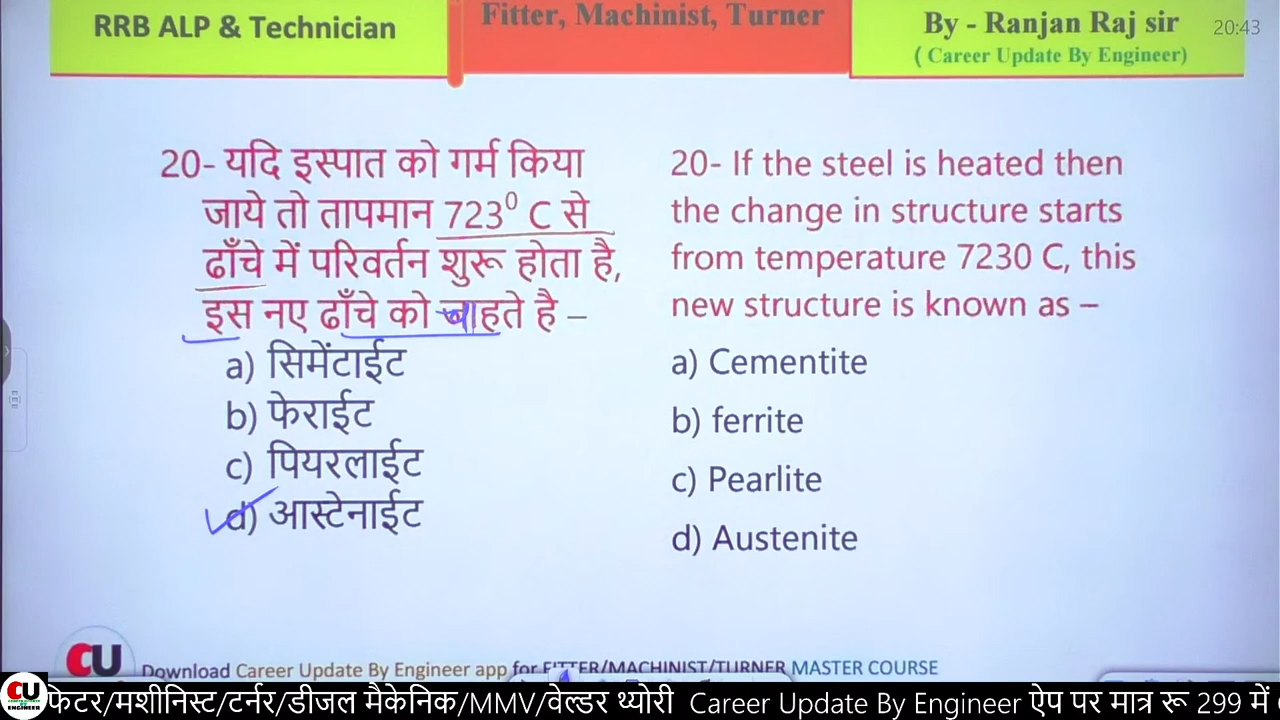 RRB ALP & Technician
Fitter, Machinist, Turner
By - Ranjan Raj sir
( Career Update By Engineer)
20:43
20- यदि इस्पात को गर्म किया
जाये तो तापमान 723⁰ C से
ढाँचे में परिवर्तन शुरू होता है,
इस नए ढाँचे को चाहते है –
a) सिमेंटाईट
b) फेराईट
c) पियरलाईट
d) आस्टेनाईट
20- If the steel is heated then
the change in structure starts
from temperature 7230 C, this
new structure is known as –
a) Cementite
b) ferrite
c) Pearlite
d) Austenite
CU
Download Career Update By Engineer app for FITTER/MACHINIST/TURNER MASTER COURSE
CU
ENGINEER
फिटर/मशीनिस्ट/टर्नर/डीजल मैकेनिक/MMV/वेल्डर थ्योरी Career Update By Engineer ऐप पर मात्र रू 299 में